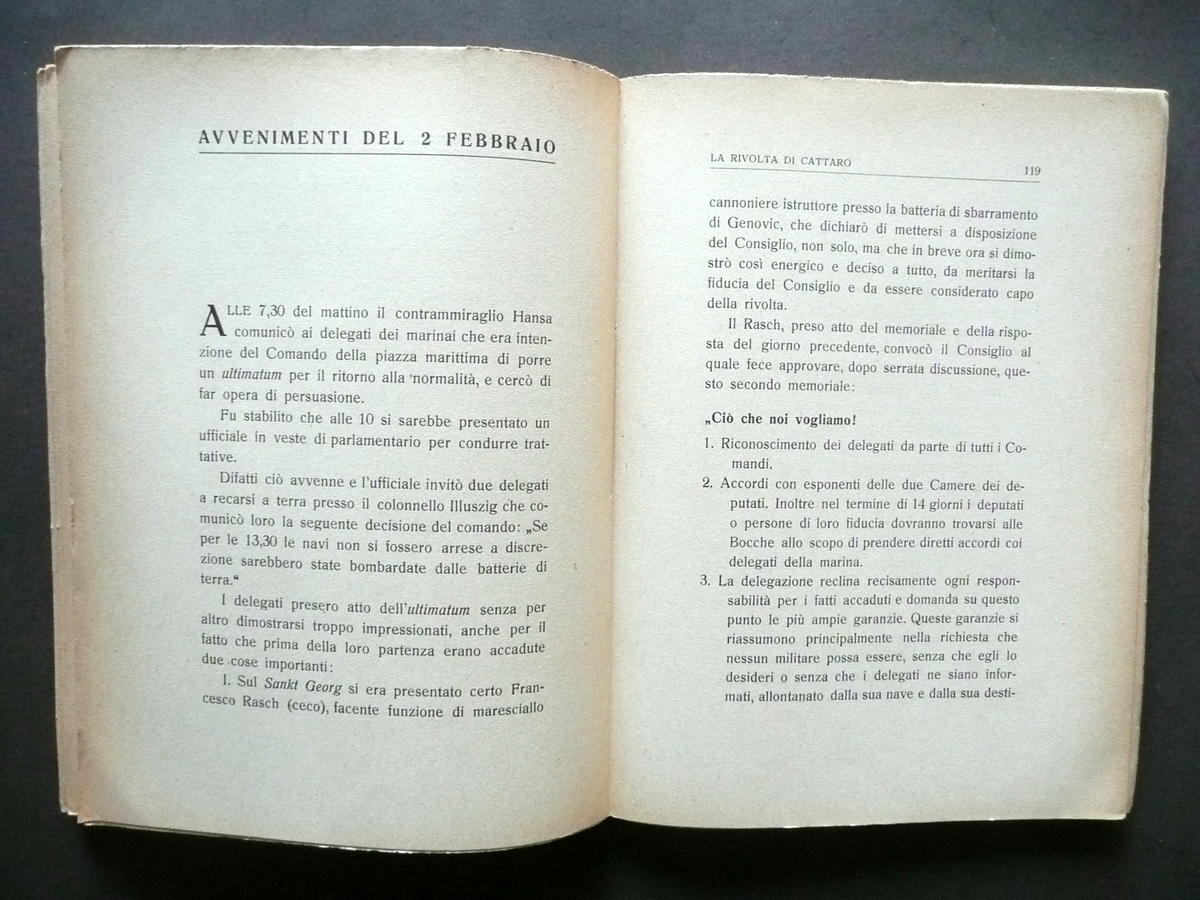 AVVENIMENTI DEL 2 FEBBRAIO
ALLE 7,30 del mattino il contrammiraglio Hansa
comunicò ai delegati dei marinai che era inten-
zione del Comando della piazza marittima di porre
un ultimatum per il ritorno alla normalità, e cercò di
far opera di persuasione.
Fu stabilito che alle 10 si sarebbe presentato un
ufficiale in veste di parlamentario per condurre trat-
tative.
Difatti ciò avvenne e l'ufficiale invitò due delegati
a recarsi a terra presso il colonnello Illuszig che co-
municò loro la seguente decisione del comando: „Se
per le 13,30 le navi non si fossero arrese a discre-
zione sarebbero state bombardate dalle batterie di
terra.“
I delegati presero atto dell'ultimatum senza per
altro dimostrarsi troppo impressionati, anche per il
fatto che prima della loro partenza erano accadute
due cose importanti:
1. Sul Sankt Georg si era presentato certo Fran-
cesco Rasch (ceco), facente funzione di maresciallo
LA RIVOLTA DI CATTARO 119
cannoniere istruttore presso la batteria di sbarramento
di Genovic, che dichiarò di mettersi a disposizione
del Consiglio, non solo, ma che in breve ora si dimo-
strò così energico e deciso a tutto, da meritarsi la
fiducia del Consiglio e da essere considerato capo
della rivolta.
Il Rasch, preso atto del memoriale e della rispo-
sta del giorno precedente, convocò il Consiglio al
quale fece approvare, dopo serrata discussione, que-
sto secondo memoriale:
„Ciò che noi vogliamo!
1. Riconoscimento dei delegati da parte di tutti i Co-
mandi.
2. Accordi con esponenti delle due Camere dei de-
putati. Inoltre nel termine di 14 giorni i deputati
o persone di loro fiducia dovranno trovarsi alle
Bocche allo scopo di prendere diretti accordi coi
delegati della marina.
3. La delegazione reclina recisamente ogni respon-
sabilità per i fatti accaduti e domanda su questo
punto le più ampie garanzie. Queste garanzie si
riassumono principalmente nella richiesta che
nessun militare possa essere, senza che egli lo
desideri o senza che i delegati ne siano infor-
mati, allontanato dalla sua nave e dalla sua desti-